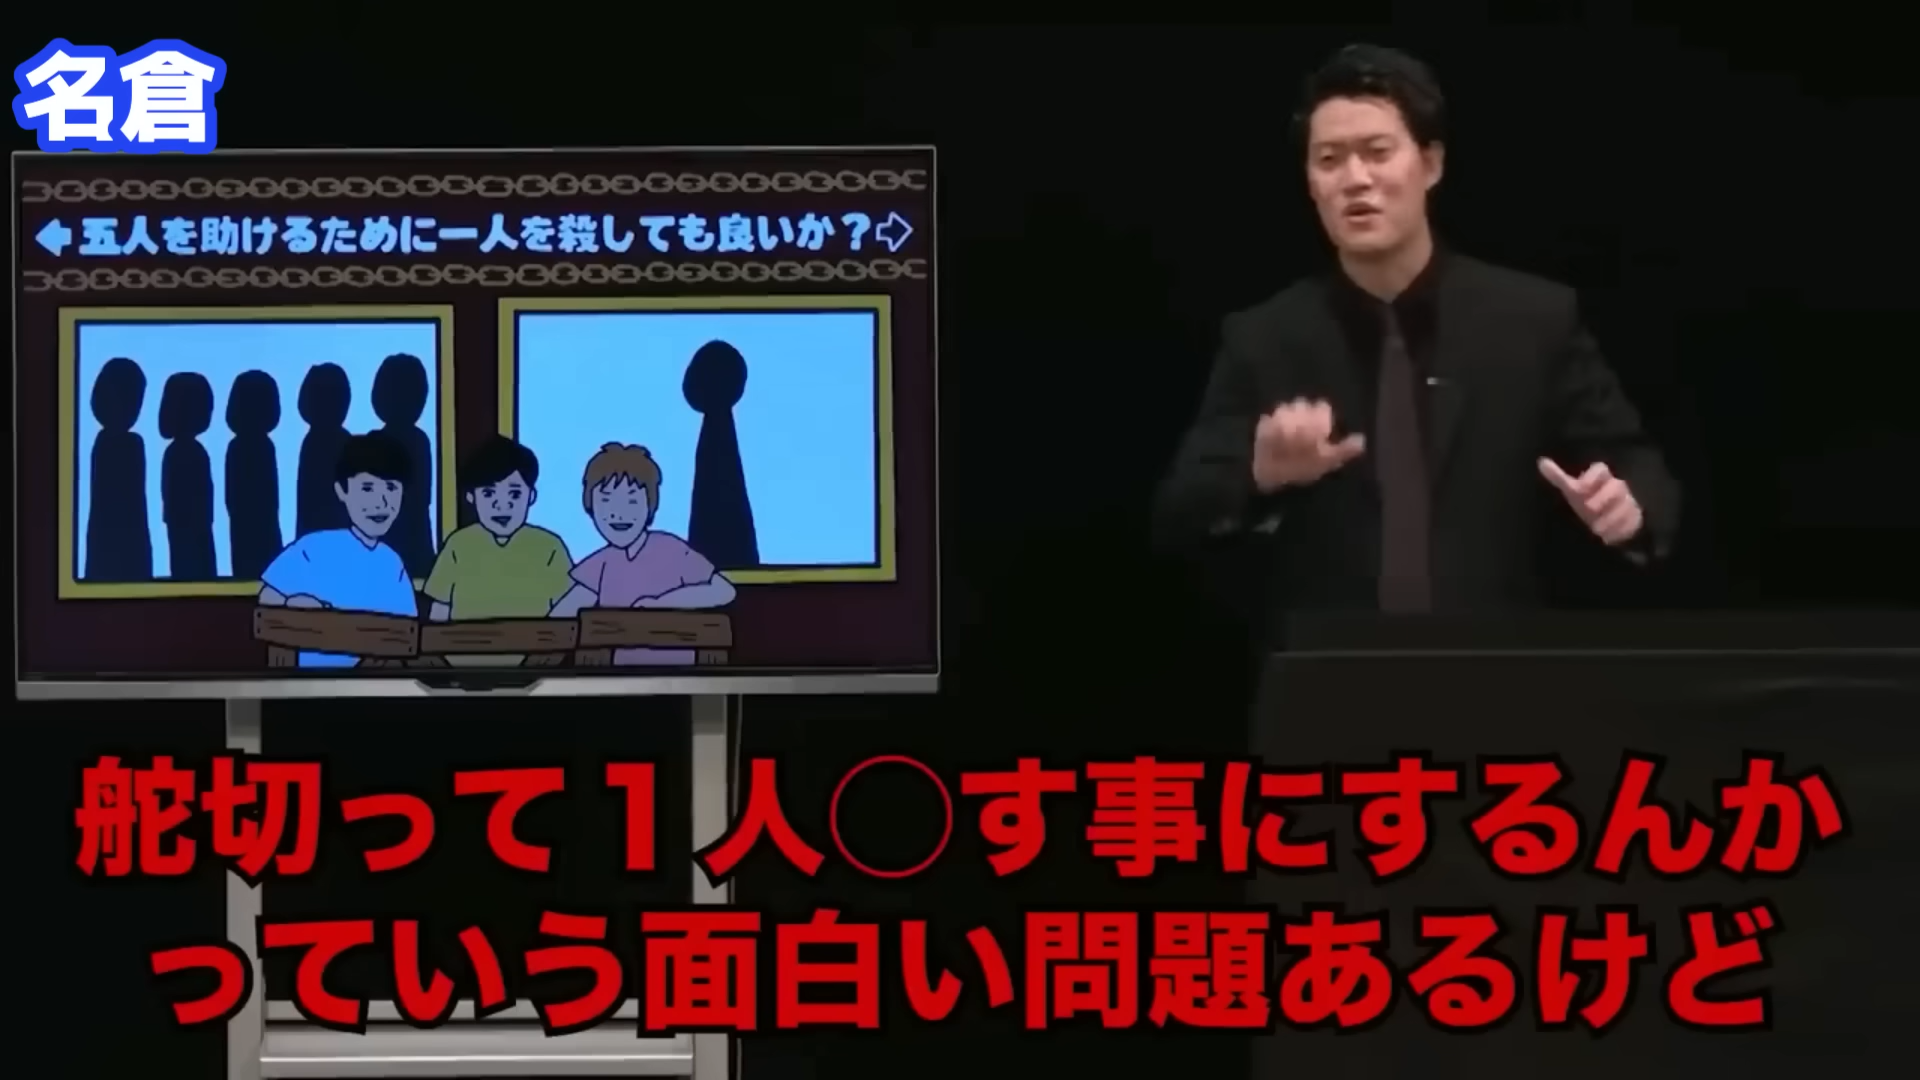 名倉
⬅五人を助けるために一人を殺しても良いか？⇨
舵切って１人◯す事にするんか
っていう面白い問題あるけど